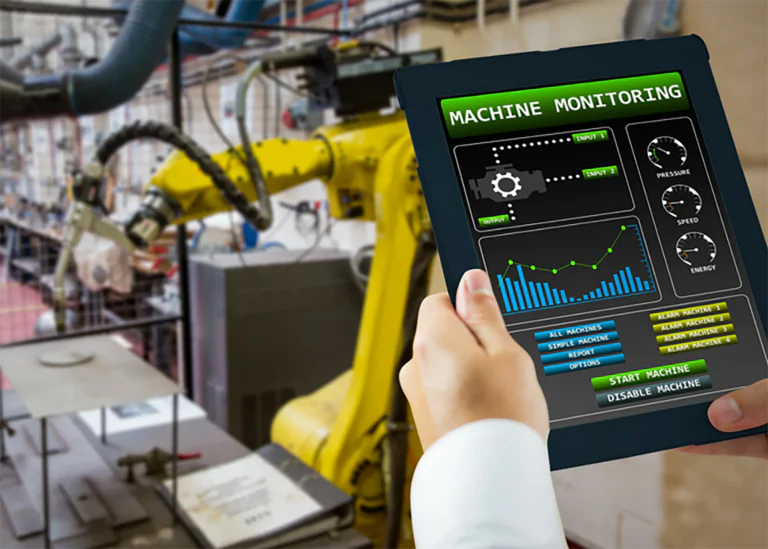 MACHINE MONITORING
INPUT 1
INPUT 2
OUTPUT
PRESSURE
SPEED
ENERGY
ALL MACHINES
SIMPLE MACHINE
REPORT
OPTIONS
ALARM MACHINE 1
ALARM MACHINE 2
ALARM MACHINE 3
ALARM MACHINE 4
START MACHINE
DISABLE MACHINE